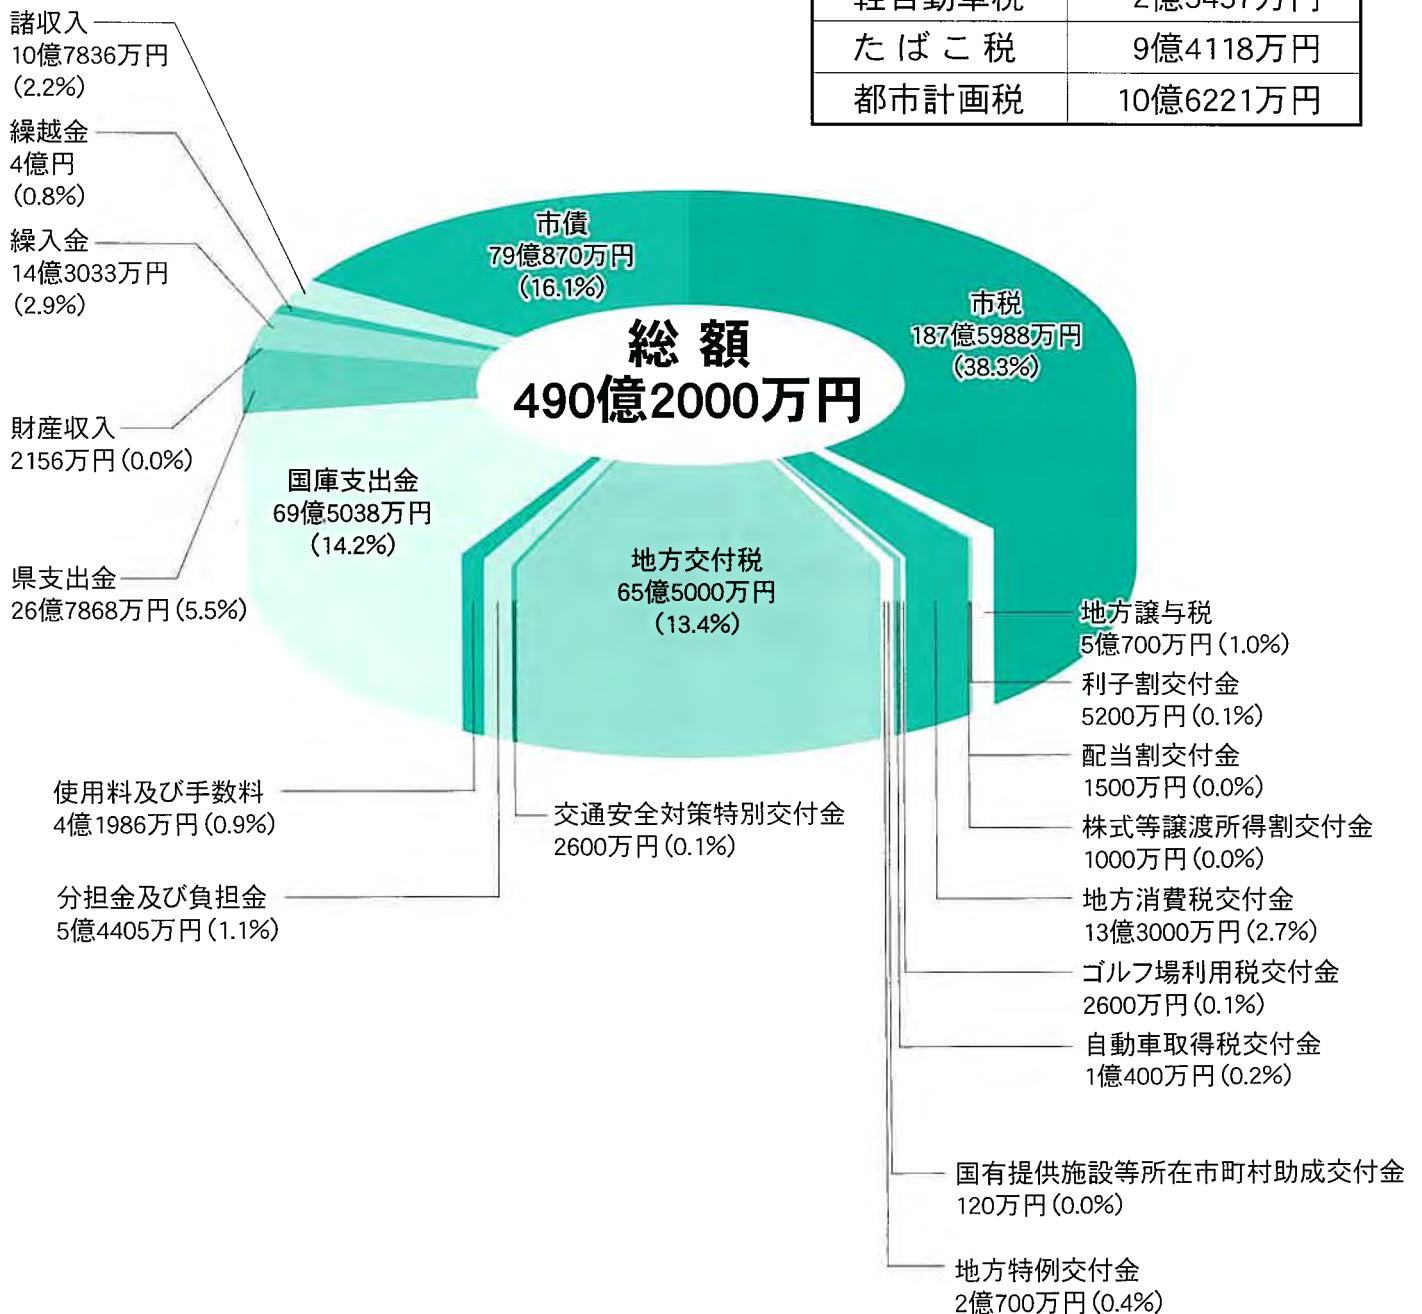 たばこ税 9億4118万円
都市計画税 10億6221万円
諸収入
10億7836万円
(2.2%)
繰越金
4億円
(0.8%)
繰入金
14億3033万円
(2.9%)
財産収入
2156万円(0.0%)
県支出金
26億7868万円(5.5%)
市債
79億870万円
(16.1%)
市税
187億5988万円
(38.3%)
総額
490億2000万円
国庫支出金
69億5038万円
(14.2%)
地方交付税
65億5000万円
(13.4%)
地方譲与税
5億700万円(1.0%)
利子割交付金
5200万円(0.1%)
配当割交付金
1500万円(0.0%)
株式等譲渡所得割交付金
1000万円(0.0%)
地方消費税交付金
13億3000万円(2.7%)
ゴルフ場利用税交付金
2600万円(0.1%)
自動車取得税交付金
1億400万円(0.2%)
国有提供施設等所在市町村助成交付金
120万円(0.0%)
地方特例交付金
2億700万円(0.4%)
使用料及び手数料
4億1986万円(0.9%)
分担金及び負担金
5億4405万円(1.1%)
交通安全対策特別交付金
2600万円(0.1%)